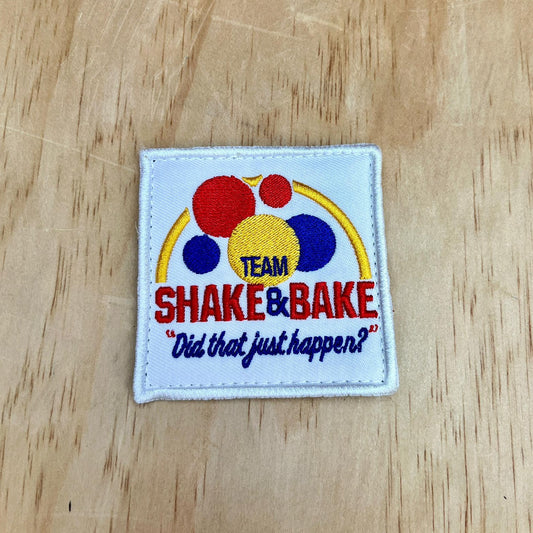 TEAM
SHAKE&BAKE
"Did that just happen?"